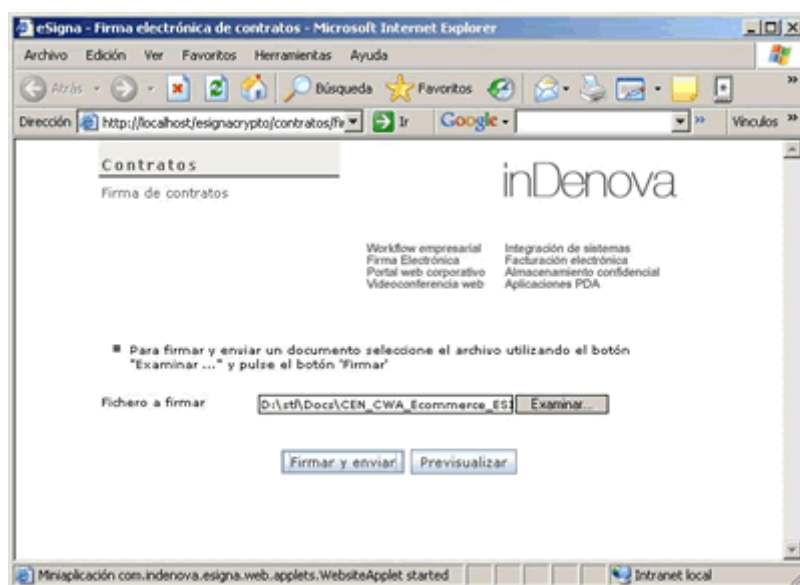 eSigna - Firma electrónica de contratos - Microsoft Internet Explorer
Archivo Edición Ver Favoritos Herramientas Ayuda
Atrás Búsqueda Favoritos »
Dirección http://localhost/esignacrypto/contratos/fir Ir Google » Vínculos »
Contratos
Firma de contratos
inDenova
Workflow empresarial Integración de sistemas
Firma Electrónica Facturación electrónica
Portal web corporativo Almacenamiento confidencial
Videoconferencia web Aplicaciones PDA
Para firmar y enviar un documento seleccione el archivo utilizando el botón
"Examinar ..." y pulse el botón 'Firmar'
Fichero a firmar D:\stf\Docs\CEN_CWA_Ecommerce_ESI Examinar...
Firmar y enviar Previsualizar
Miniaplicación com.indenova.esigna.web.applets.WebsiteApplet started Intranet local